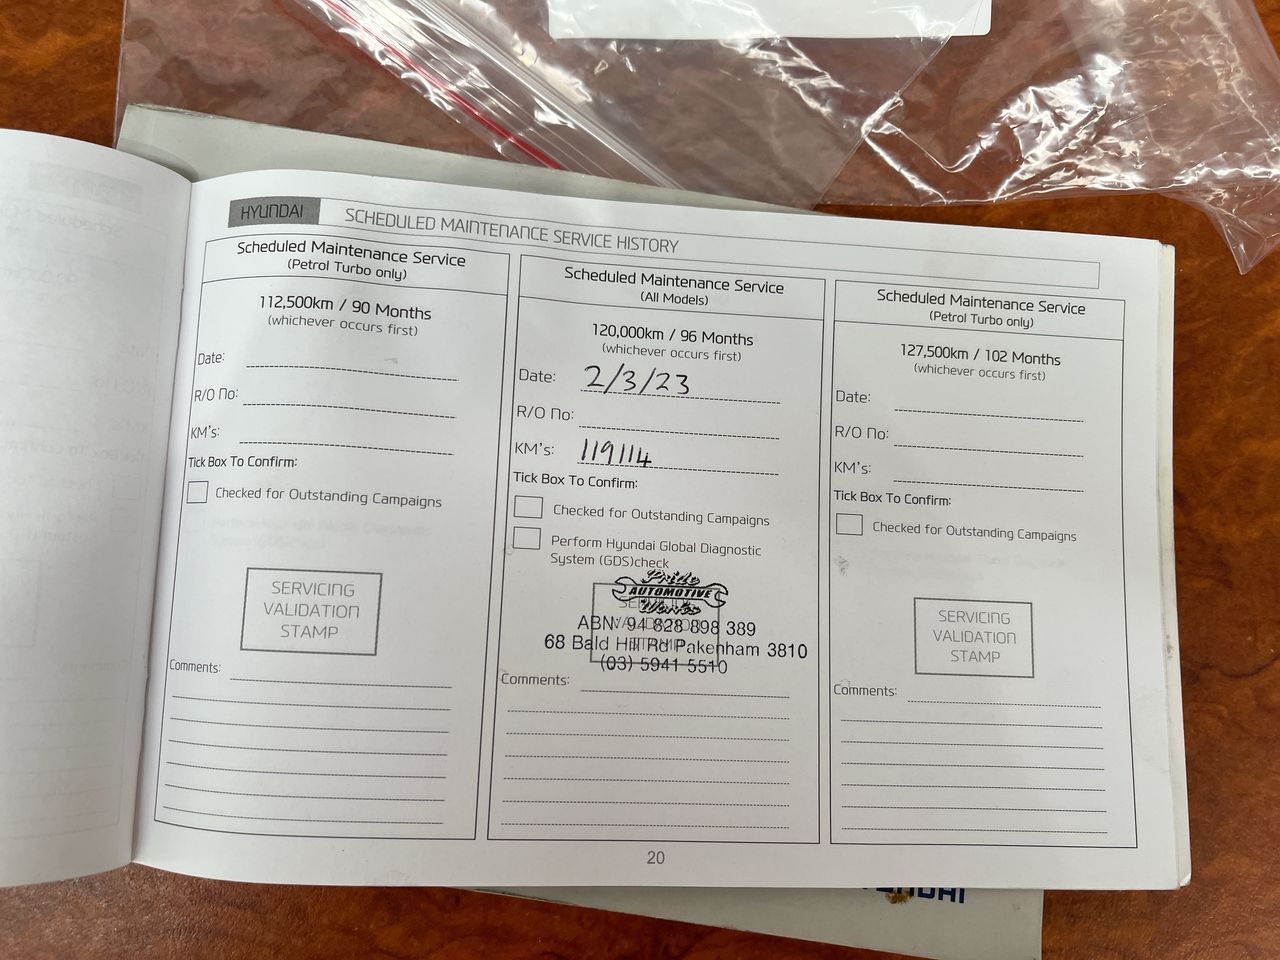 HYUNDAI SCHEDULED MAINTENANCE SERVICE HISTORY
Scheduled Maintenance Service
(Petrol Turbo only)
112,500km / 90 Months
(whichever occurs first)
Date:
R/O No:
KM's:
Tick Box To Confirm:
Checked for Outstanding Campaigns
SERVICING
VALIDATION
STAMP
Comments:
Scheduled Maintenance Service
(All Models)
120,000km / 96 Months
(whichever occurs first)
Date: 2/3/23
R/O No:
KM's: 119114
Tick Box To Confirm:
Checked for Outstanding Campaigns
Perform Hyundai Global Diagnostic
System (GDS)check
Pride
AUTOMOTIVE
Works
ABN: 94 828 898 389
68 Bald Hill Rd Pakenham 3810
(03) 5941 5510
Comments:
Scheduled Maintenance Service
(Petrol Turbo only)
127,500km / 102 Months
(whichever occurs first)
Date:
R/O No:
KM's:
Tick Box To Confirm:
Checked for Outstanding Campaigns
SERVICING
VALIDATION
STAMP
Comments:
20